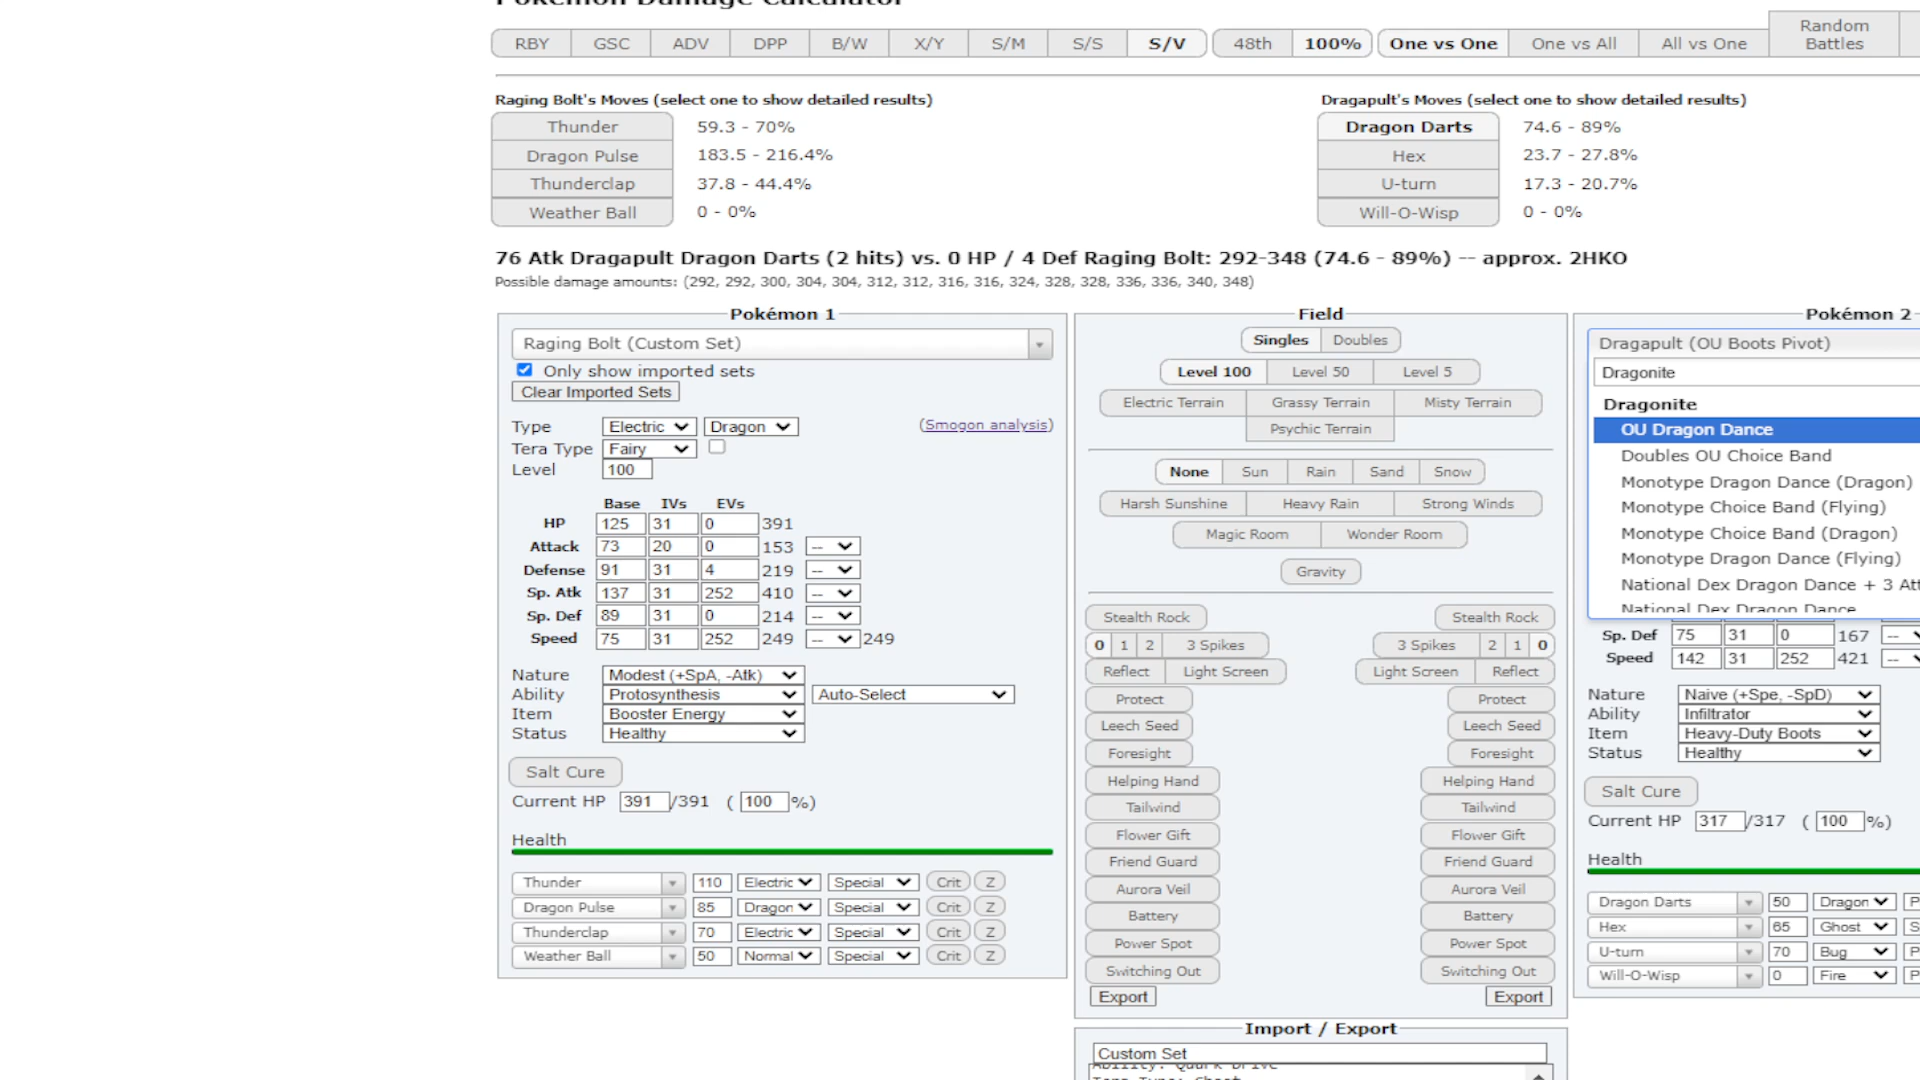 Pokémon Damage Calculator
RBY GSC ADV DPP B/W X/Y S/M S/S S/V 48th 100% One vs One One vs All All vs One Random Battles
Raging Bolt's Moves (select one to show detailed results)
Thunder 59.3 - 70%
Dragon Pulse 183.5 - 216.4%
Thunderclap 37.8 - 44.4%
Weather Ball 0 - 0%
Dragapult's Moves (select one to show detailed results)
Dragon Darts 74.6 - 89%
Hex 23.7 - 27.8%
U-turn 17.3 - 20.7%
Will-O-Wisp 0 - 0%
76 Atk Dragapult Dragon Darts (2 hits) vs. 0 HP / 4 Def Raging Bolt: 292-348 (74.6 - 89%) -- approx. 2HKO
Possible damage amounts: (292, 292, 300, 304, 304, 312, 312, 316, 316, 324, 328, 328, 336, 336, 340, 348)
Pokémon 1
Raging Bolt (Custom Set)
Only show imported sets
Clear Imported Sets
Type Electric Dragon (Smogon analysis)
Tera Type Fairy
Level 100
Base IVs EVs
HP 125 31 0 391
Attack 73 20 0 153 --
Defense 91 31 4 219 --
Sp. Atk 137 31 252 410 --
Sp. Def 89 31 0 214 --
Speed 75 31 252 249 -- 249
Nature Modest (+SpA, -Atk)
Ability Protosynthesis Auto-Select
Item Booster Energy
Status Healthy
Salt Cure
Current HP 391 /391 ( 100 %)
Health
Thunder 110 Electric Special Crit Z
Dragon Pulse 85 Dragon Special Crit Z
Thunderclap 70 Electric Special Crit Z
Weather Ball 50 Normal Special Crit Z
Field
Singles Doubles
Level 100 Level 50 Level 5
Electric Terrain Grassy Terrain Misty Terrain
Psychic Terrain
None Sun Rain Sand Snow
Harsh Sunshine Heavy Rain Strong Winds
Magic Room Wonder Room
Gravity
Stealth Rock Stealth Rock
0 1 2 3 Spikes 3 Spikes 2 1 0
Reflect Light Screen Light Screen Reflect
Protect Protect
Leech Seed Leech Seed
Foresight Foresight
Helping Hand Helping Hand
Tailwind Tailwind
Flower Gift Flower Gift
Friend Guard Friend Guard
Aurora Veil Aurora Veil
Battery Battery
Power Spot Power Spot
Switching Out Switching Out
Export Export
Import / Export
Custom Set
Ability: Quark Drive
Tera Type: Ghost
Pokémon 2
Dragapult (OU Boots Pivot)
Dragonite
Dragonite
OU Dragon Dance
Doubles OU Choice Band
Monotype Dragon Dance (Dragon)
Monotype Choice Band (Flying)
Monotype Choice Band (Dragon)
Monotype Dragon Dance (Flying)
National Dex Dragon Dance + 3 Att
National Dex Dragon Dance
Sp. Def 75 31 0 167 --
Speed 142 31 252 421 --
Nature Naive (+Spe, -SpD)
Ability Infiltrator
Item Heavy-Duty Boots
Status Healthy
Salt Cure
Current HP 317 /317 ( 100 %)
Health
Dragon Darts 50 Dragon P
Hex 65 Ghost S
U-turn 70 Bug P
Will-O-Wisp 0 Fire P